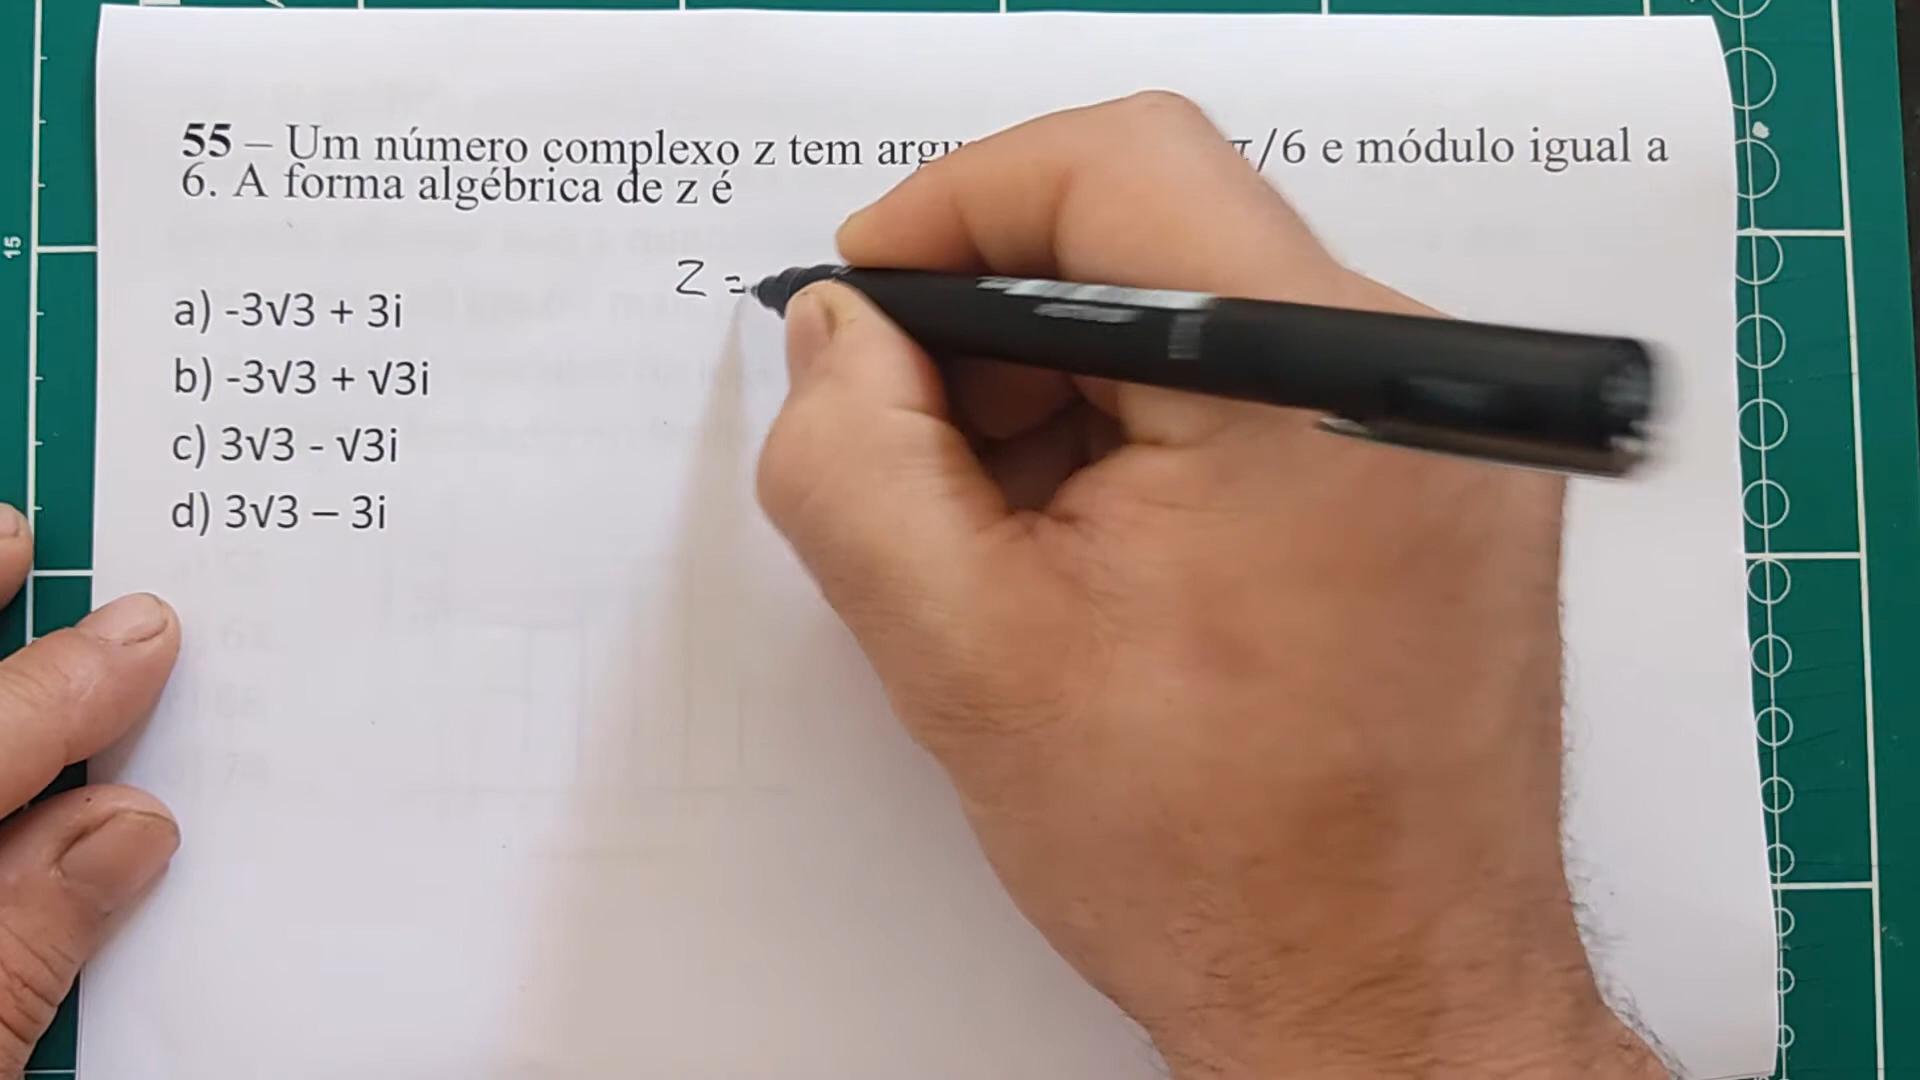 55 – Um número complexo z tem /6 e módulo igual a
6. A forma algébrica de z é
z =
a) -3√3 + 3i
b) -3√3 + √3i
c) 3√3 - √3i
d) 3√3 – 3i
15